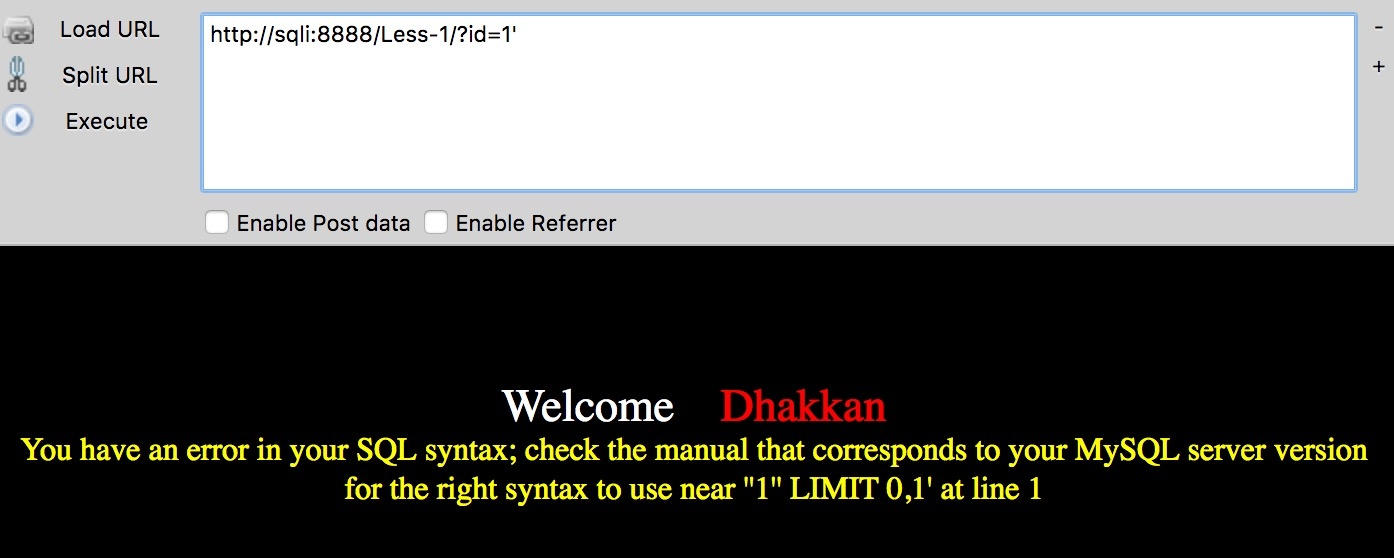 Load URL
http://sqli:8888/Less-1/?id=1'
-
Split URL
+
Execute
Enable Post data
Enable Referrer
Welcome Dhakkan
You have an error in your SQL syntax; check the manual that corresponds to your MySQL server version
for the right syntax to use near ''1'' LIMIT 0,1' at line 1